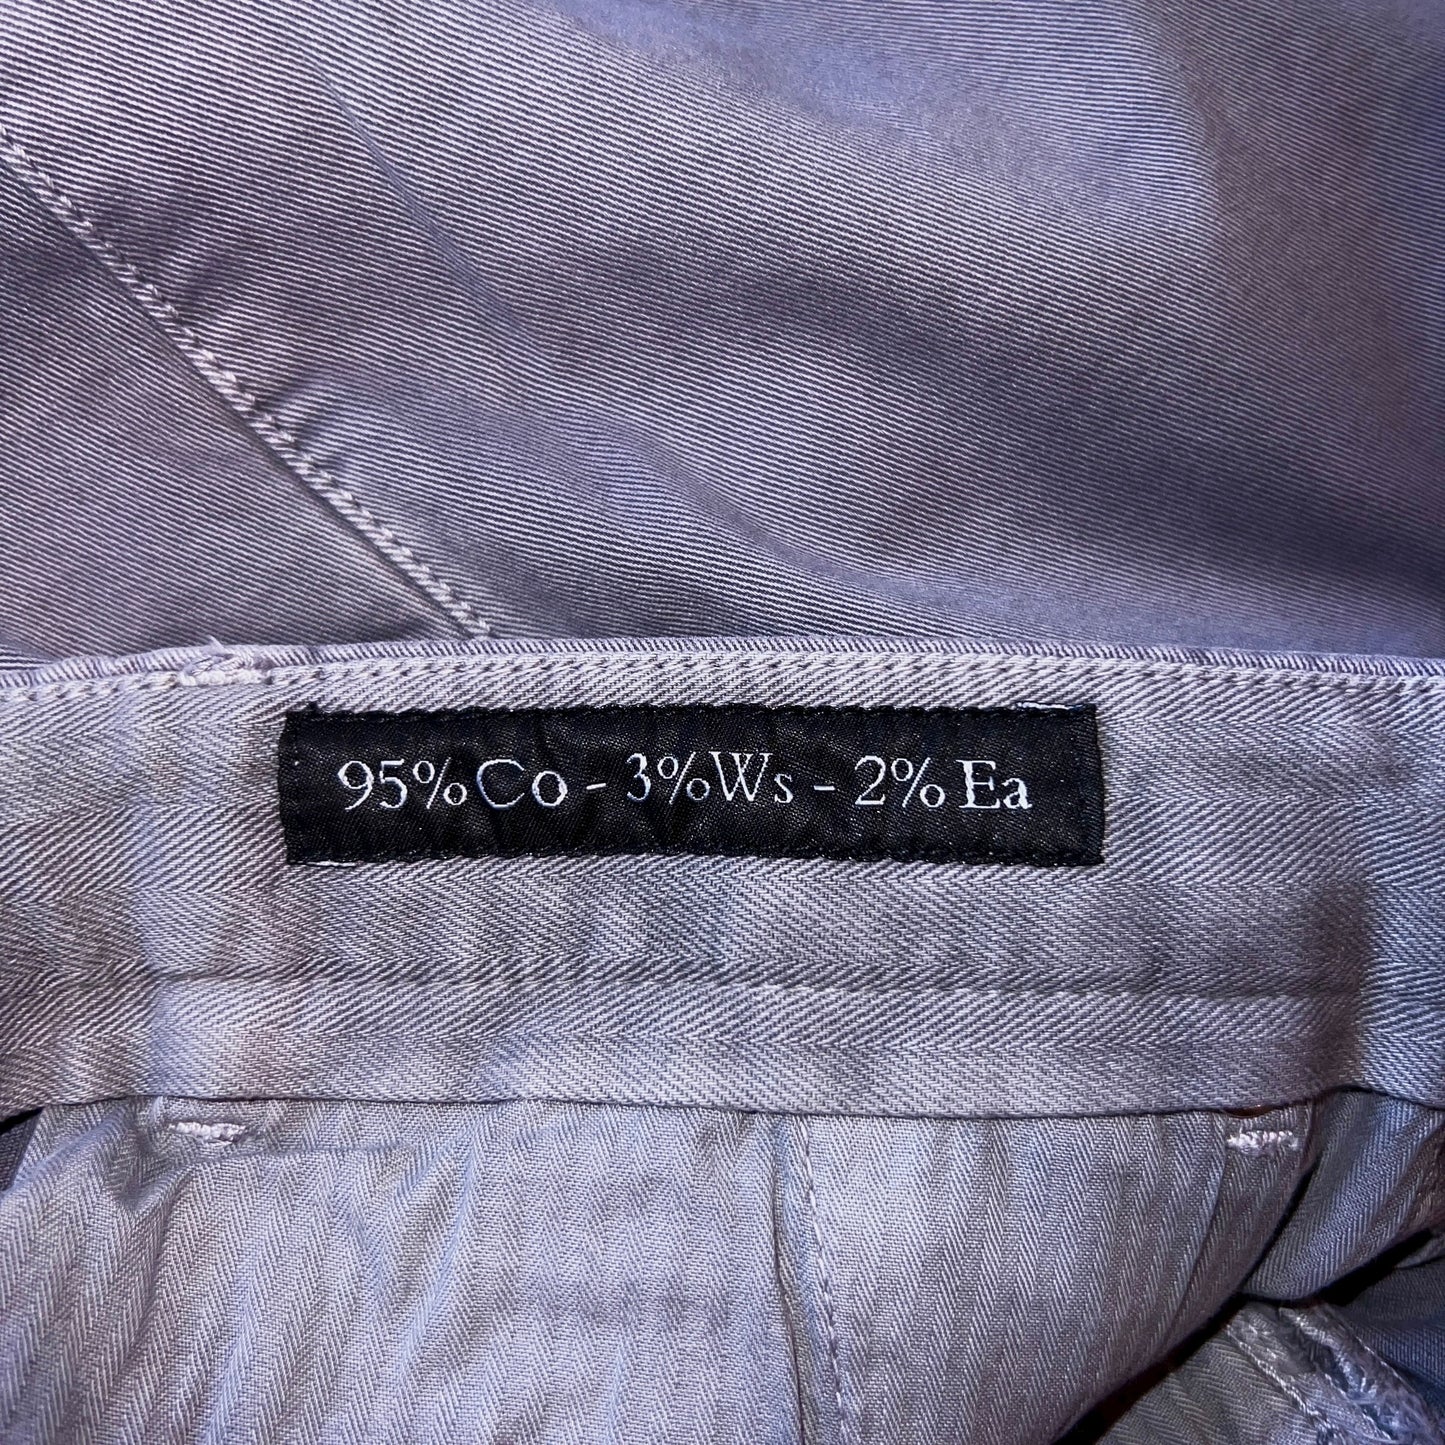 95% Co - 3% Ws - 2% Ea